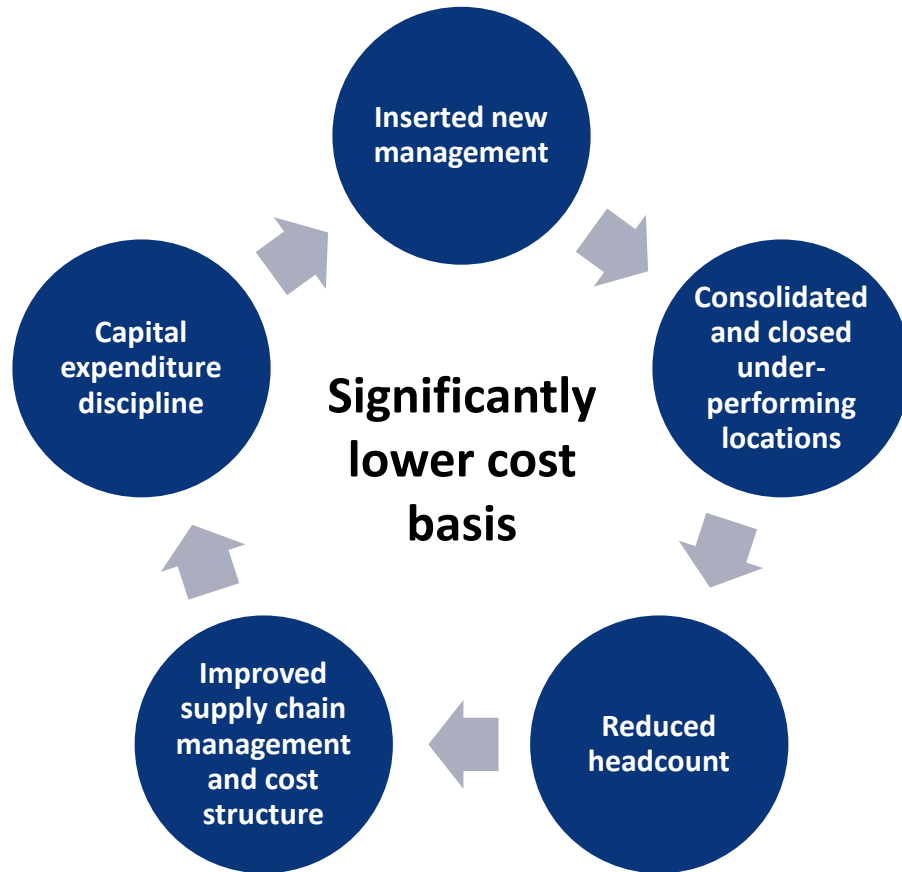 Inserted new
management
Consolidated
and closed
under-
performing
locations
Reduced
headcount
Improved
supply chain
management
and cost
structure
Capital
expenditure
discipline
Significantly
lower cost
basis